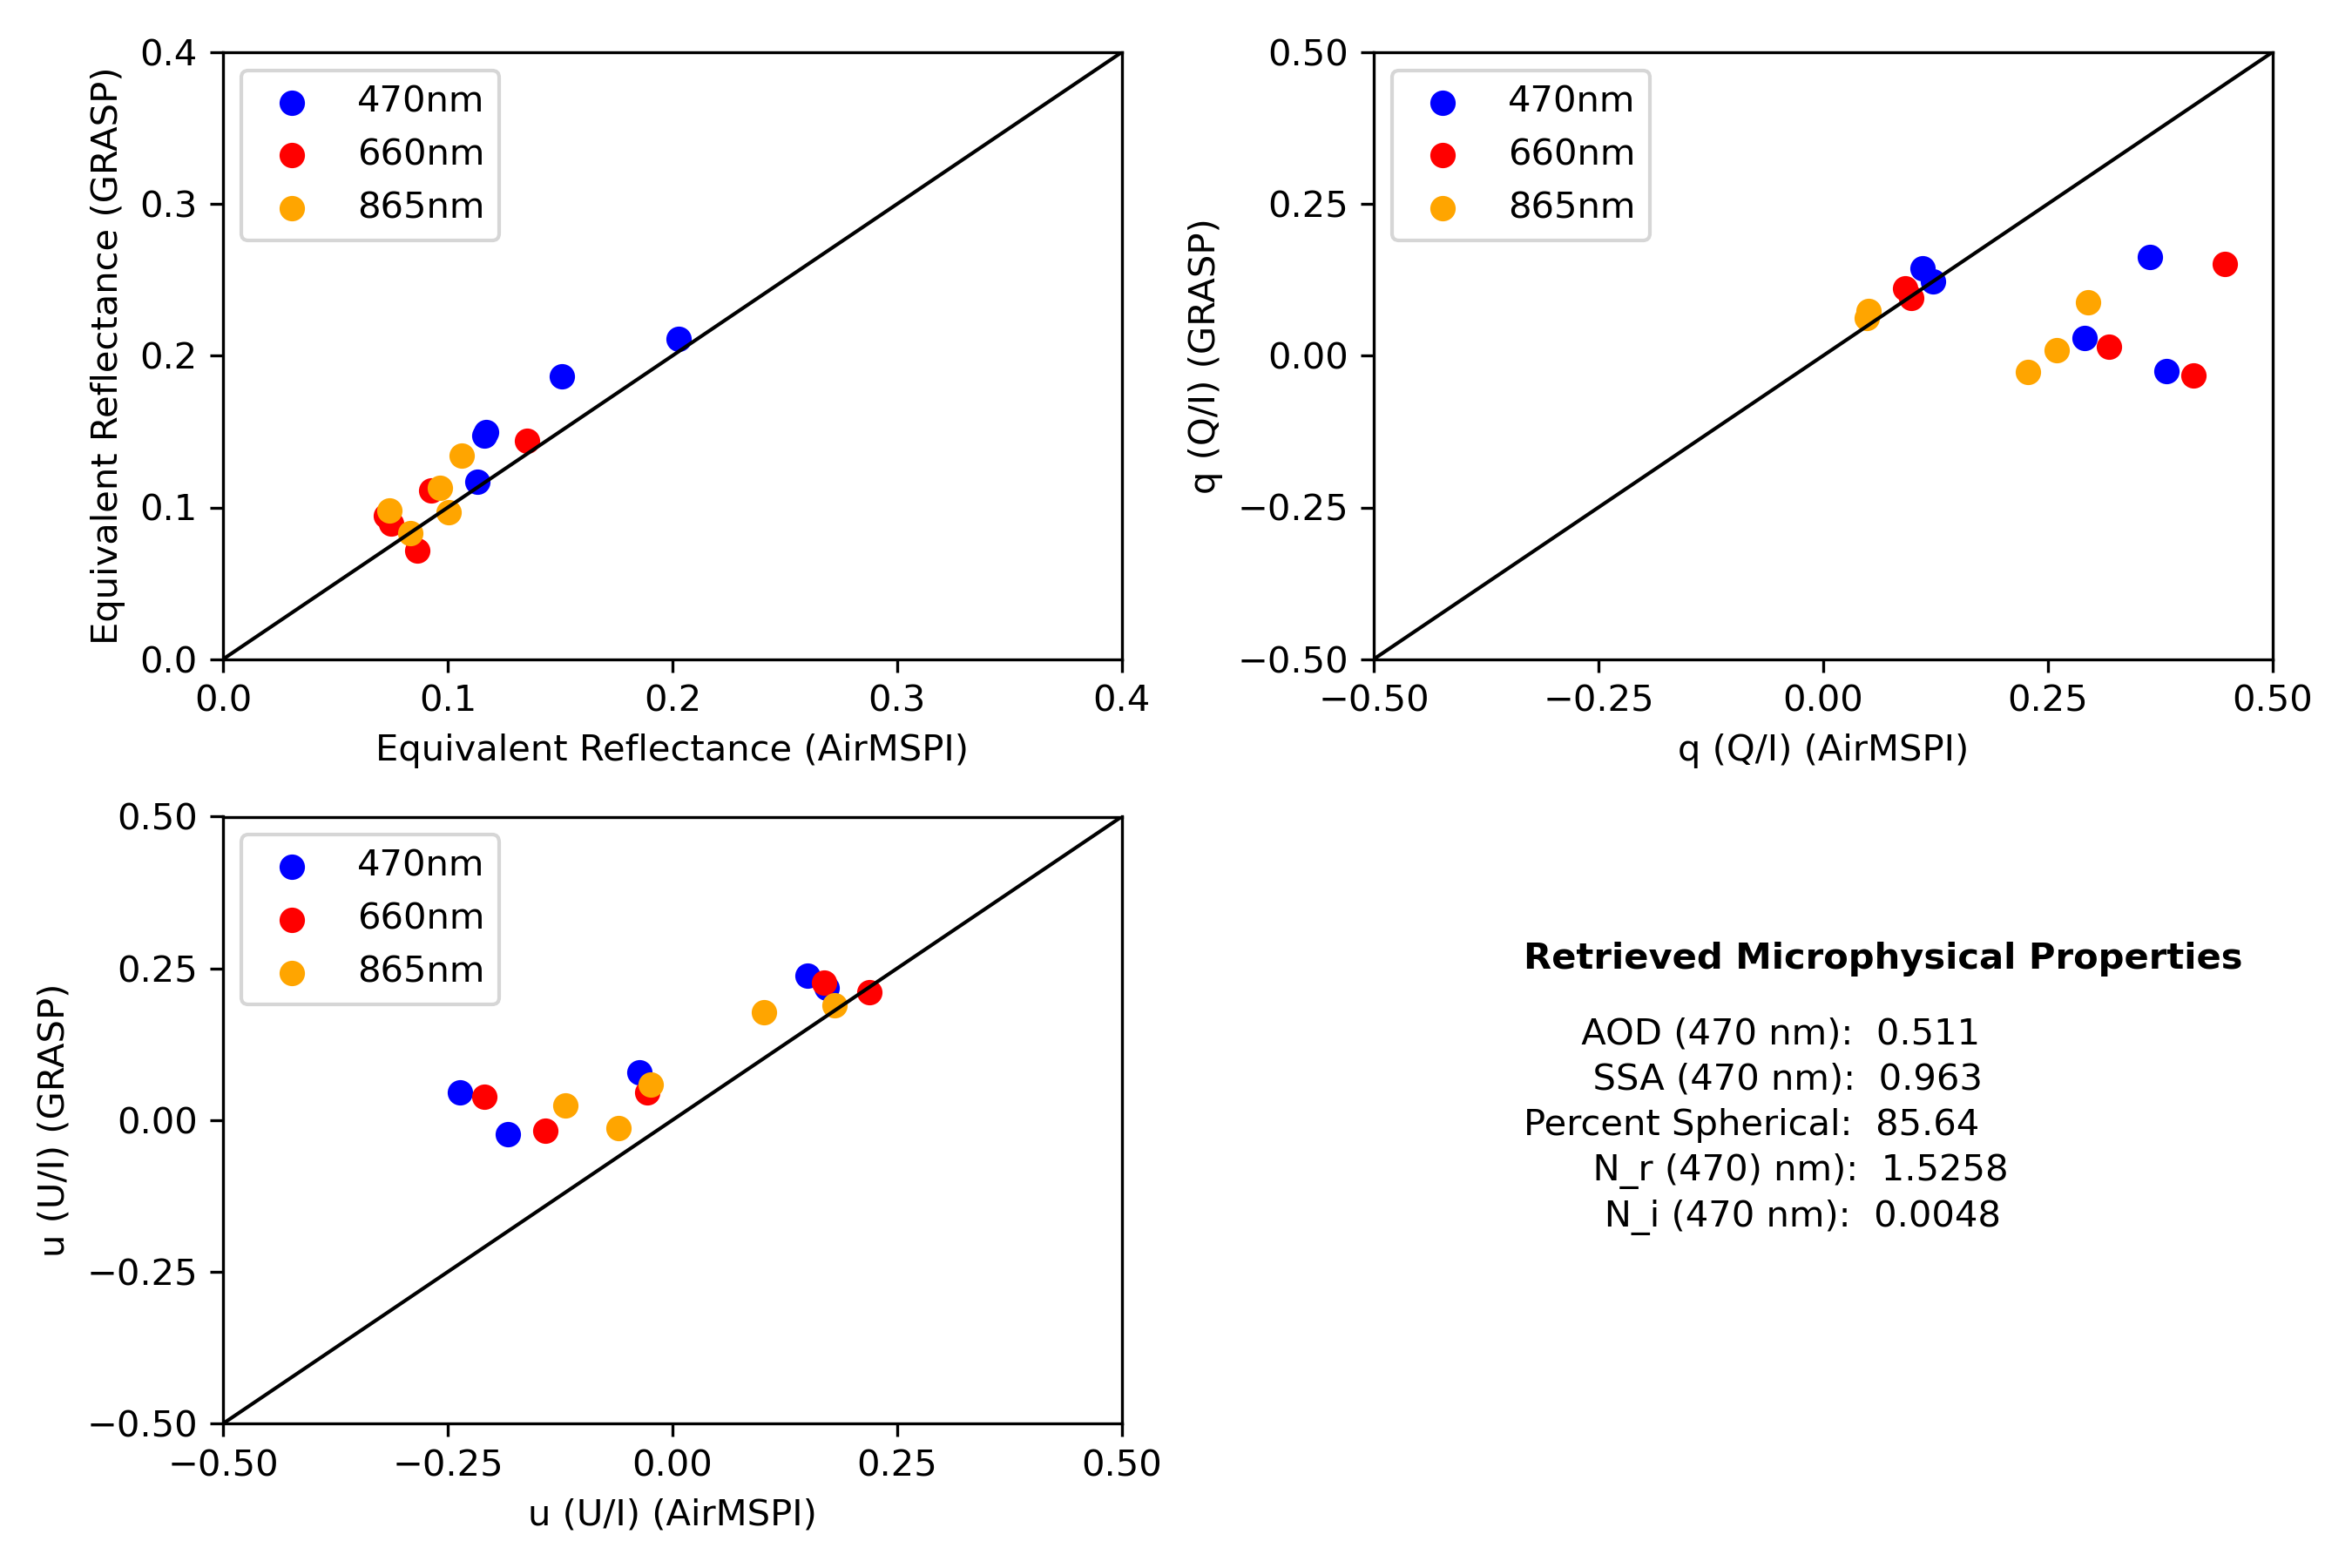 0.4
0.3
0.2
0.1
0.0
Equivalent Reflectance (GRASP)
470nm
660nm
865nm
0.0 0.1 0.2 0.3 0.4
Equivalent Reflectance (AirMSPI)
0.50
0.25
0.00
−0.25
−0.50
q (Q/I) (GRASP)
470nm
660nm
865nm
−0.50 −0.25 0.00 0.25 0.50
q (Q/I) (AirMSPI)
0.50
0.25
0.00
−0.25
−0.50
u (U/I) (GRASP)
470nm
660nm
865nm
−0.50 −0.25 0.00 0.25 0.50
u (U/I) (AirMSPI)
Retrieved Microphysical Properties
AOD (470 nm): 0.511
SSA (470 nm): 0.963
Percent Spherical: 85.64
N_r (470) nm): 1.5258
N_i (470 nm): 0.0048